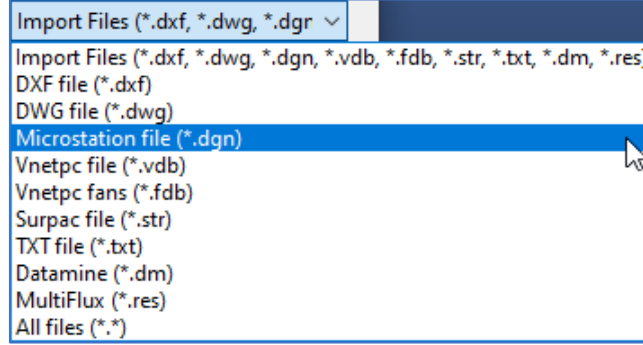 Import Files (*.dxf, *.dwg, *.dgr
Import Files (*.dxf, *.dwg, *.dgn, *.vdb, *.fdb, *.str, *.txt, *.dm, *.res)
DXF file (*.dxf)
DWG file (*.dwg)
Microstation file (*.dgn)
Vnetpc file (*.vdb)
Vnetpc fans (*.fdb)
Surpac file (*.str)
TXT file (*.txt)
Datamine (*.dm)
MultiFlux (*.res)
All files (*.*)